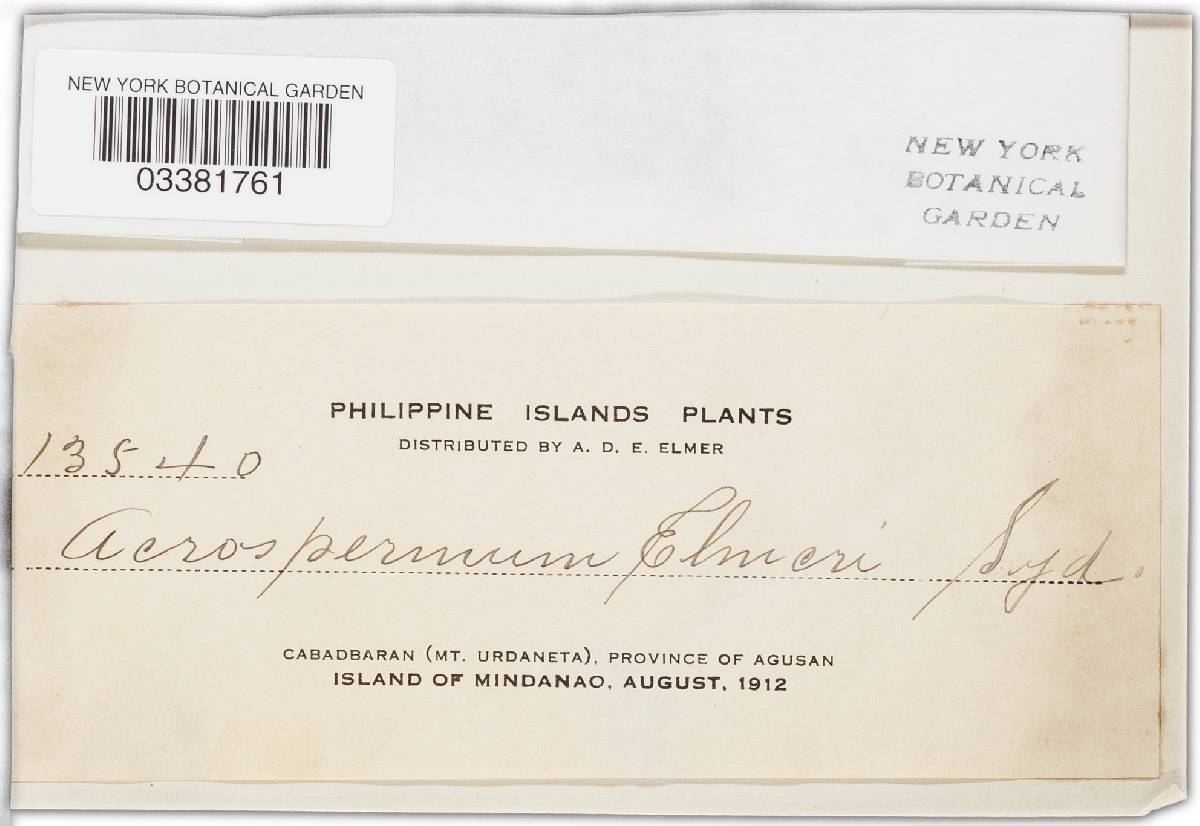 NEW YORK BOTANICAL GARDEN
03381761
NEW YORK
BOTANICAL
GARDEN
PHILIPPINE ISLANDS PLANTS
DISTRIBUTED BY A. D. E. ELMER
13540
Acrospermum Elmeri Syd.
CABADBARAN (MT. URDANETA), PROVINCE OF AGUSAN
ISLAND OF MINDANAO, AUGUST, 1912